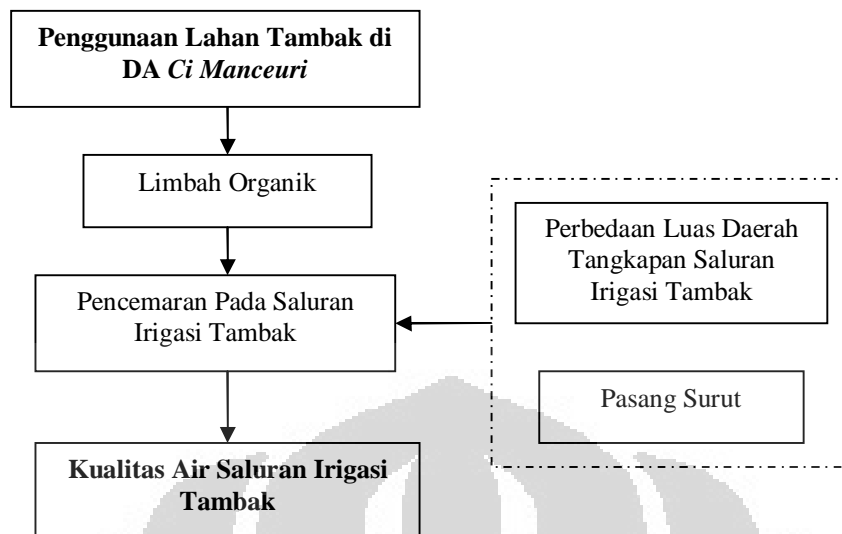 Penggunaan Lahan Tambak di
DA Ci Manceuri
Limbah Organik
Pencemaran Pada Saluran
Irigasi Tambak
Perbedaan Luas Daerah
Tangkapan Saluran
Irigasi Tambak
Pasang Surut
Kualitas Air Saluran Irigasi
Tambak